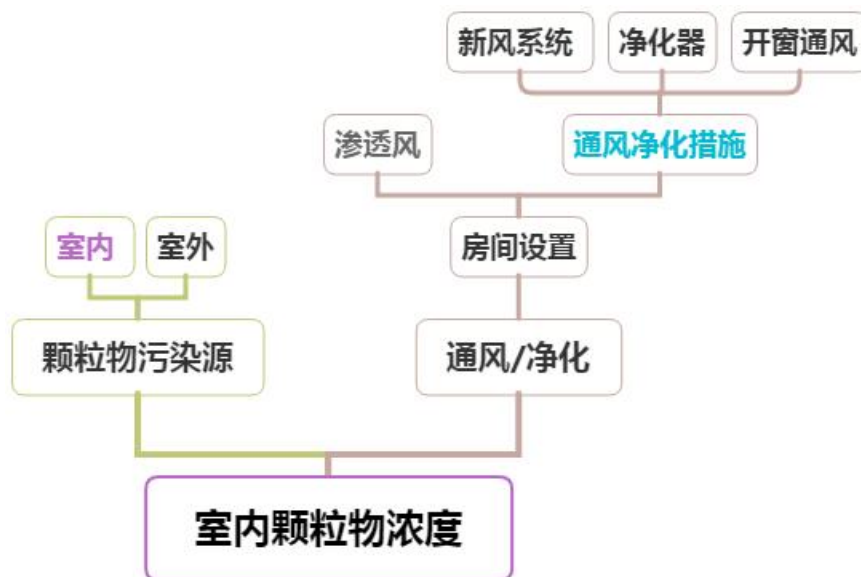 新风系统
净化器
开窗通风
渗透风
通风净化措施
室内
室外
房间设置
颗粒物污染源
通风/净化
室内颗粒物浓度